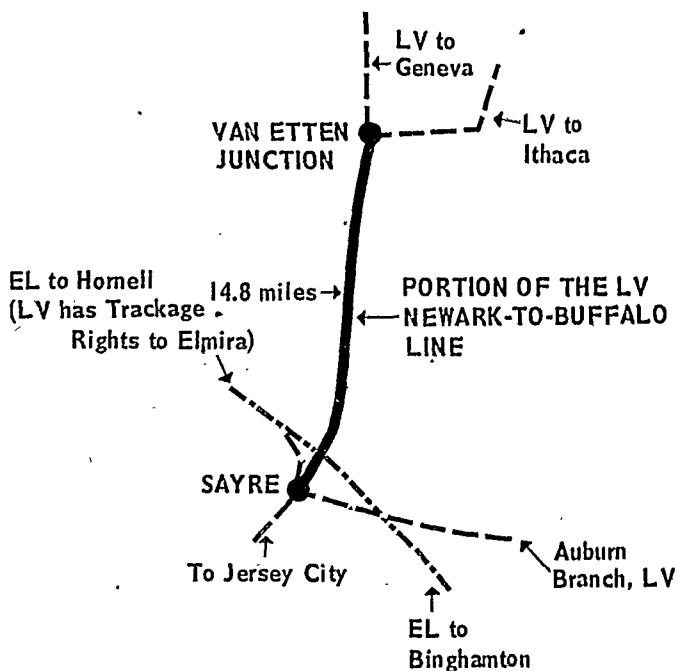 LV to
Geneva
VAN ETTEN
JUNCTION
LV to
Ithaca
EL to Hornell
(LV has Trackage
Rights to Elmira)
14.8 miles
PORTION OF THE LV
NEWARK-TO-BUFFALO
LINE
SAYRE
To Jersey City
Auburn
Branch, LV
EL to
Binghamton